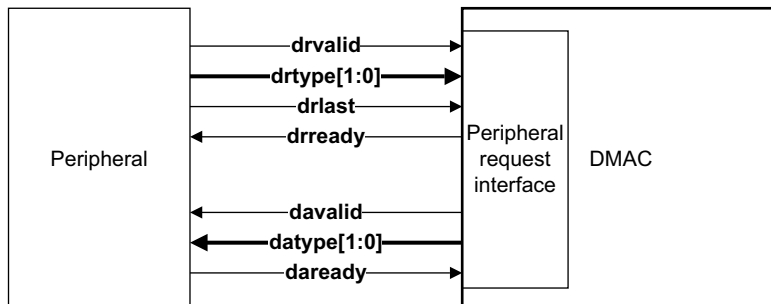 drvalid
drtype[1:0]
drlast
drready
Peripheral
Peripheral
request
interface
DMAC
davalid
datype[1:0]
daready